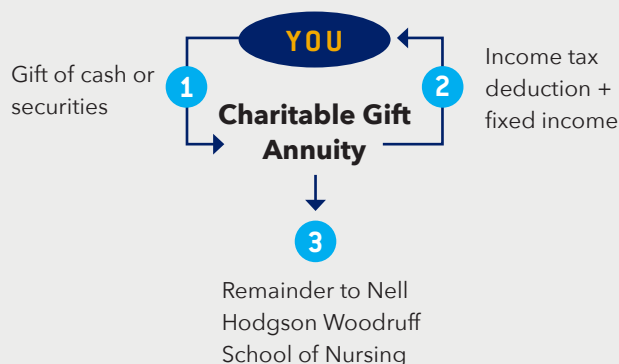 YOU
Gift of cash or
securities
1
2
Income tax
deduction +
fixed income
Charitable Gift
Annuity
3
Remainder to Nell
Hodgson Woodruff
School of Nursing